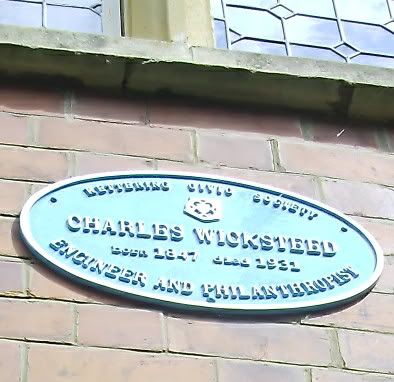 KETTERING CIVIC SOCIETY
CHARLES WICKSTEED
BORN 1847 DIED 1931
ENGINEER AND PHILANTHROPIST